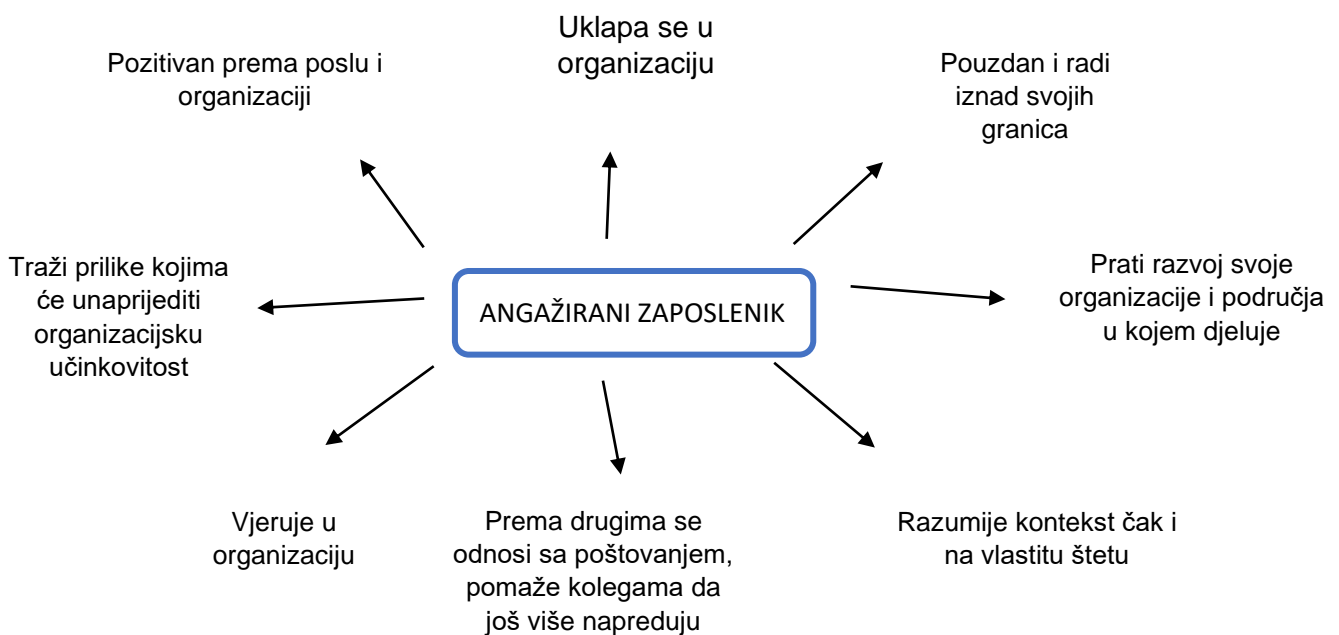 Uklapa se u
organizaciju
Pozitivan prema poslu i
organizaciji
Pouzdan i radi
iznad svojih
granica
Traži prilike kojima
će unaprijediti
organizacijsku
učinkovitost
ANGAŽIRANI ZAPOSLENIK
Prati razvoj svoje
organizacije i područja
u kojem djeluje
Vjeruje u
organizaciju
Prema drugima se
odnosi sa poštovanjem,
pomaže kolegama da
još više napreduju
Razumije kontekst čak i
na vlastitu štetu